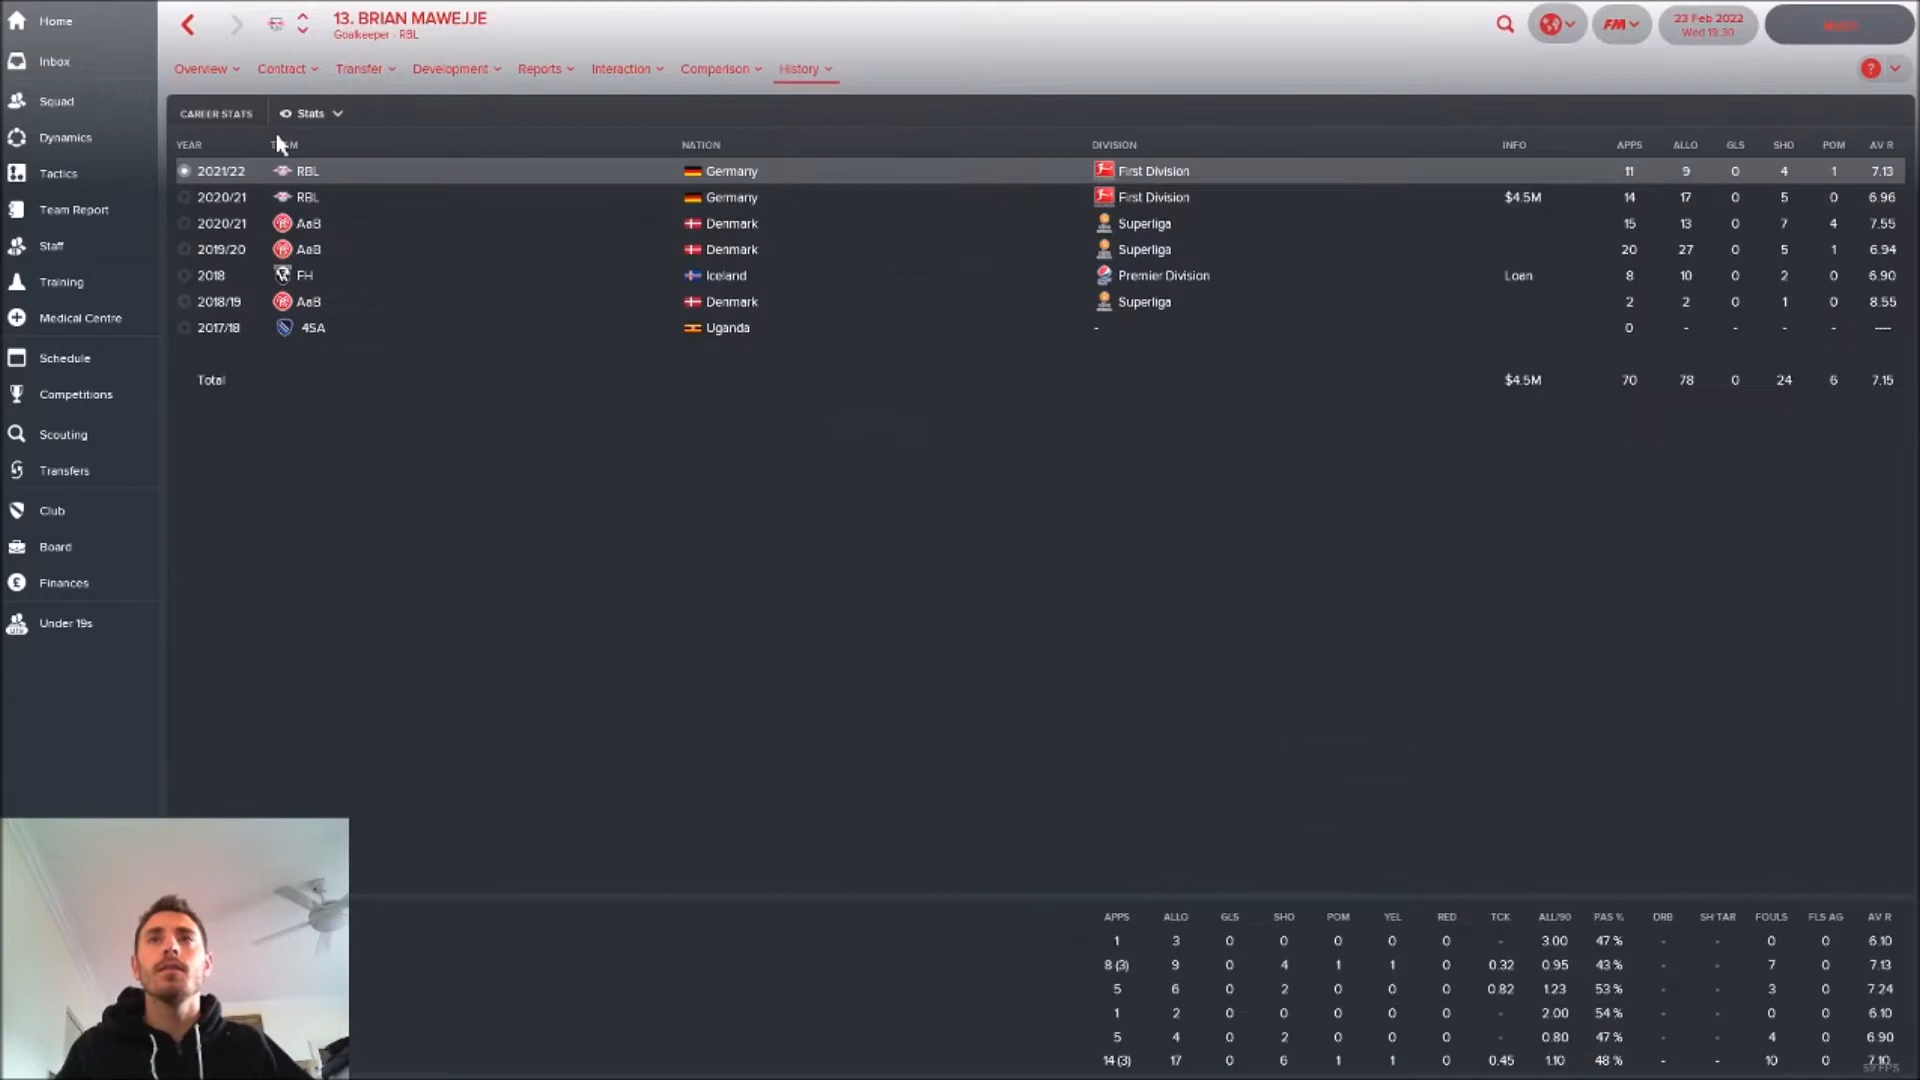 Home
Inbox
Squad
Dynamics
Tactics
Team Report
Staff
Training
Medical Centre
Schedule
Competitions
Scouting
Transfers
Club
Board
Finances
Under 19s
13. BRIAN MAWEJJE
Goalkeeper - RBL
FM
23 Feb 2022
Wed 19:30
Overview Contract Transfer Development Reports Interaction Comparison History
?
CAREER STATS Stats
YEAR NATION DIVISION INFO APPS ALLO GLS SHO POM AV R
2021/22 RBL Germany First Division 11 9 0 4 1 7.13
2020/21 RBL Germany First Division $4.5M 14 17 0 5 0 6.96
2020/21 AaB Denmark Superliga 15 13 0 7 4 7.55
2019/20 AaB Denmark Superliga 20 27 0 5 1 6.94
2018 FH Iceland Premier Division Loan 8 10 0 2 0 6.90
2018/19 AaB Denmark Superliga 2 2 0 1 0 8.55
2017/18 4SA Uganda - 0 - - - - ----
Total $4.5M 70 78 0 24 6 7.15
APPS ALLO GLS SHO POM YEL RED TCK ALL/90 PAS % DRB SH TAR FOULS FLS AG AV R
1 3 0 0 0 0 0 - 3.00 47 % - - 0 0 6.10
8 (3) 9 0 4 1 1 0 0.32 0.95 43 % - - 7 0 7.13
5 6 0 2 0 0 0 0.82 1.23 53 % - - 3 0 7.24
1 2 0 0 0 0 0 - 2.00 54 % - - 0 0 6.10
5 4 0 2 0 0 0 - 0.80 47 % - - 4 0 6.90
14 (3) 17 0 6 1 1 0 0.45 1.10 48 % - - 10 0 7.10
59 FPS